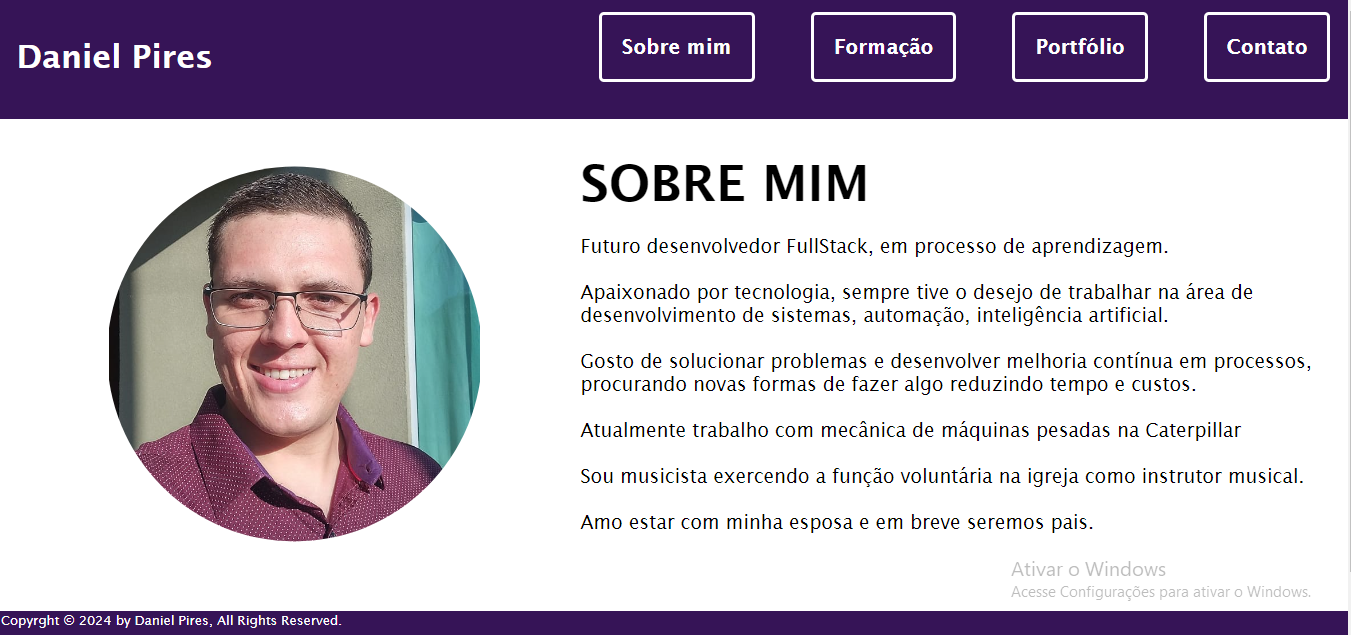 Daniel Pires
Sobre mim
Formação
Portfólio
Contato
SOBRE MIM
Futuro desenvolvedor FullStack, em processo de aprendizagem.
Apaixonado por tecnologia, sempre tive o desejo de trabalhar na área de
desenvolvimento de sistemas, automação, inteligência artificial.
Gosto de solucionar problemas e desenvolver melhoria contínua em processos,
procurando novas formas de fazer algo reduzindo tempo e custos.
Atualmente trabalho com mecânica de máquinas pesadas na Caterpillar
Sou musicista exercendo a função voluntária na igreja como instrutor musical.
Amo estar com minha esposa e em breve seremos pais.
Ativar o Windows
Acesse Configurações para ativar o Windows.
Copyrght © 2024 by Daniel Pires, All Rights Reserved.